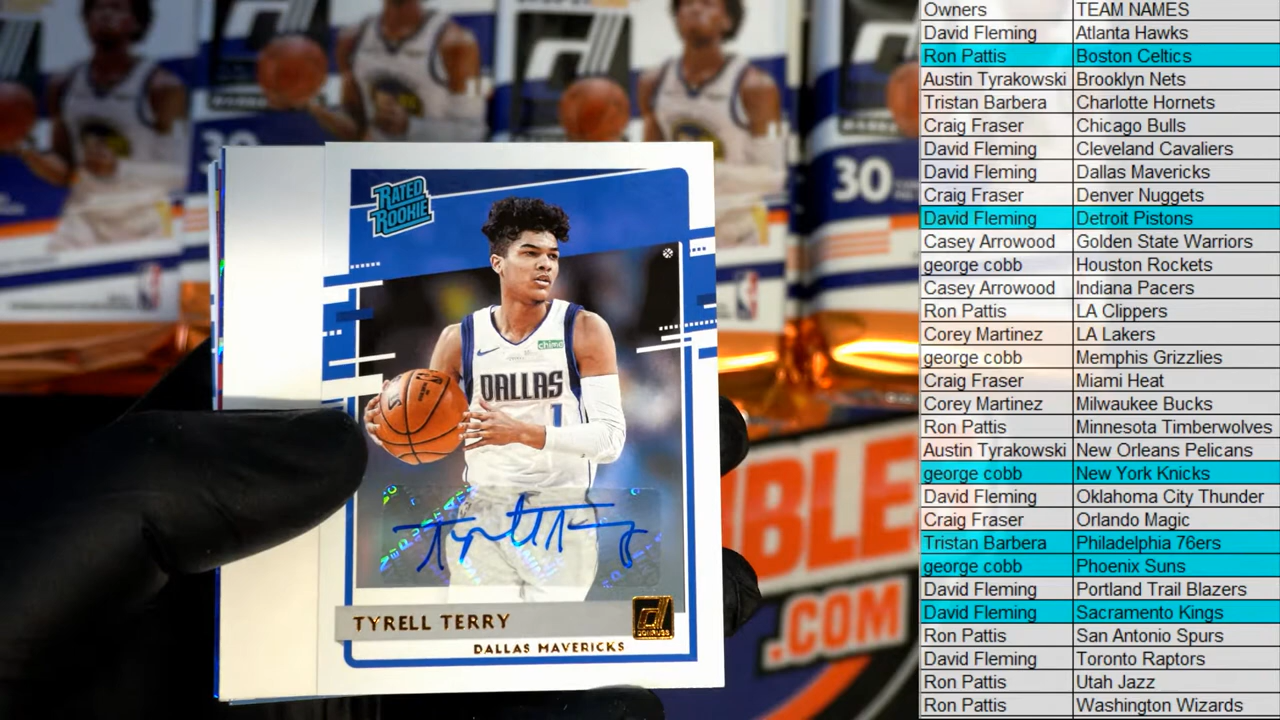 Owners TEAM NAMES
David Fleming Atlanta Hawks
Ron Pattis Boston Celtics
Austin Tyrakowski Brooklyn Nets
Tristan Barbera Charlotte Hornets
Craig Fraser Chicago Bulls
David Fleming Cleveland Cavaliers
David Fleming Dallas Mavericks
Craig Fraser Denver Nuggets
David Fleming Detroit Pistons
Casey Arrowood Golden State Warriors
george cobb Houston Rockets
Casey Arrowood Indiana Pacers
Ron Pattis LA Clippers
Corey Martinez LA Lakers
george cobb Memphis Grizzlies
Craig Fraser Miami Heat
Corey Martinez Milwaukee Bucks
Ron Pattis Minnesota Timberwolves
Austin Tyrakowski New Orleans Pelicans
george cobb New York Knicks
David Fleming Oklahoma City Thunder
Craig Fraser Orlando Magic
Tristan Barbera Philadelphia 76ers
george cobb Phoenix Suns
David Fleming Portland Trail Blazers
David Fleming Sacramento Kings
Ron Pattis San Antonio Spurs
David Fleming Toronto Raptors
Ron Pattis Utah Jazz
Ron Pattis Washington Wizards
RATED
ROOKIE
chime
DALLAS
1
TYRELL TERRY
DONRUSS
DALLAS MAVERICKS
30
30
IBLE
.COM